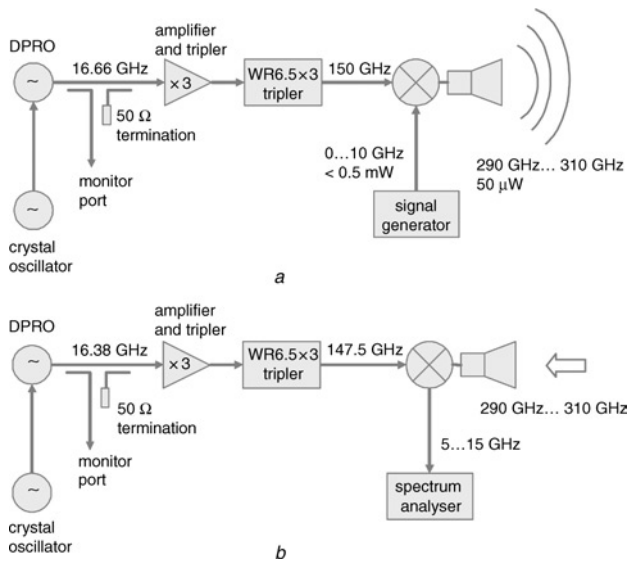 amplifier
and tripler
DPRO
16.66 GHz
150 GHz
~
×3
WR6.5×3
tripler
50 Ω
termination
0...10 GHz
< 0.5 mW
monitor
port
290 GHz... 310 GHz
50 μW
~
signal
generator
crystal
oscillator
a
amplifier
and tripler
DPRO
16.38 GHz
147.5 GHz
~
×3
WR6.5×3
tripler
50 Ω
termination
290 GHz... 310 GHz
5...15 GHz
monitor
port
~
spectrum
analyser
crystal
oscillator
b